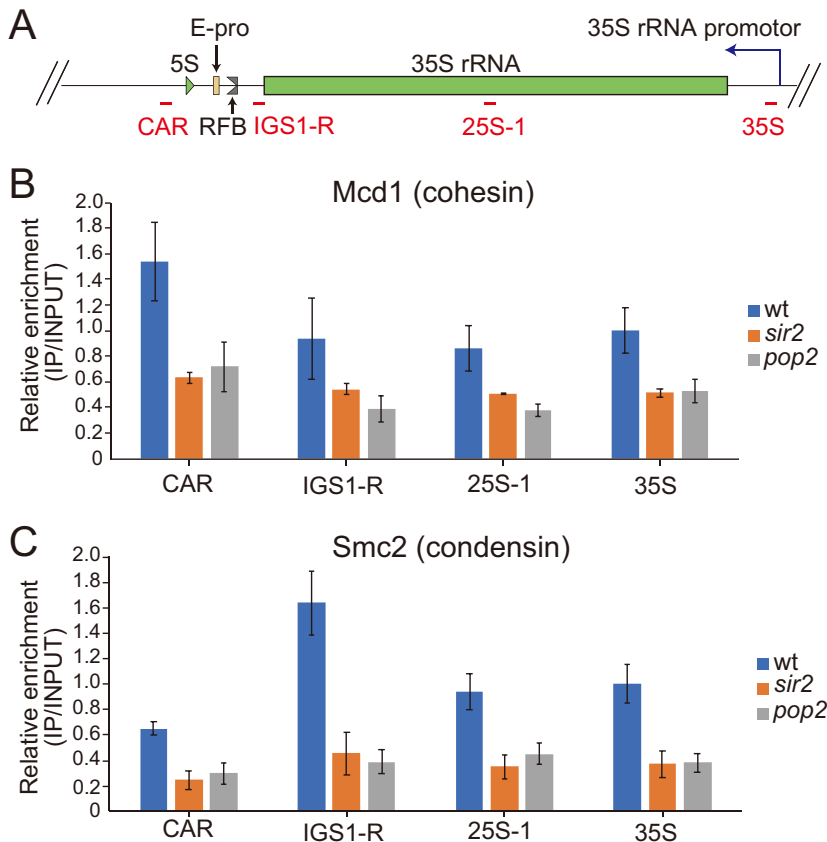 A
E-pro
35S rRNA promotor
5S
35S rRNA
CAR
RFB
IGS1-R
25S-1
35S
B
Mcd1 (cohesin)
Relative enrichment
(IP/INPUT)
2.0
1.8
1.6
1.4
1.2
1.0
0.8
0.6
0.4
0.2
0
CAR
IGS1-R
25S-1
35S
wt
sir2
pop2
C
Smc2 (condensin)
Relative enrichment
(IP/INPUT)
2.0
1.8
1.6
1.4
1.2
1.0
0.8
0.6
0.4
0.2
0
CAR
IGS1-R
25S-1
35S
wt
sir2
pop2